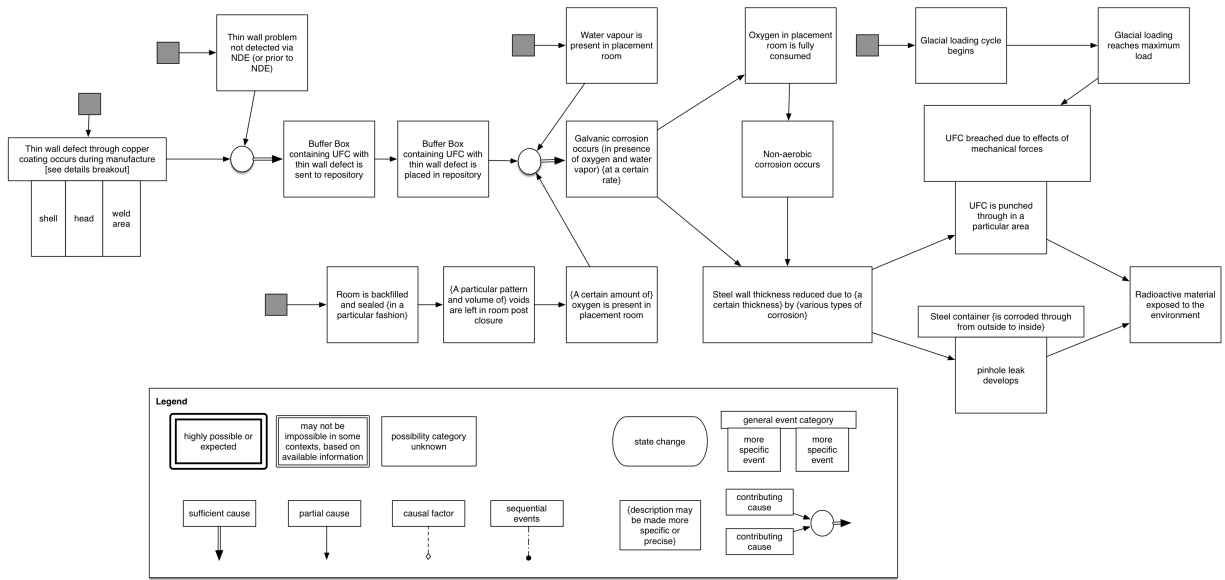 Thin wall problem
not detected via
NDE (or prior to
NDE)
Water vapour is
present in placement
room
Oxygen in placement
room is fully
consumed
Glacial loading cycle
begins
Glacial loading
reaches maximum
load
Thin wall defect through copper
coating occurs during manufacture
[see details breakout]
shell
head
weld
area
Buffer Box
containing UFC with
thin wall defect is
sent to repository
Buffer Box
containing UFC with
thin wall defect is
placed in repository
Galvanic corrosion
occurs (in presence
of oxygen and water
vapor) {at a certain
rate}
Non-aerobic
corrosion occurs
UFC breached due to effects of
mechanical forces
UFC is punched
through in a
particular area
Room is backfilled
and sealed {in a
particular fashion}
{A particular pattern
and volume of} voids
are left in room post
closure
{A certain amount of}
oxygen is present in
placement room
Steel wall thickness reduced due to {a
certain thickness} by {various types of
corrosion}
Steel container {is corroded through
from outside to inside}
pinhole leak
develops
Radioactive material
exposed to the
environment
Legend
highly possible or
expected
may not be
impossible in some
contexts, based on
available information
possibility category
unknown
state change
general event category
more
specific
event
more
specific
event
sufficient cause
partial cause
causal factor
sequential
events
{description may
be made more
specific or
precise}
contributing
cause
contributing
cause